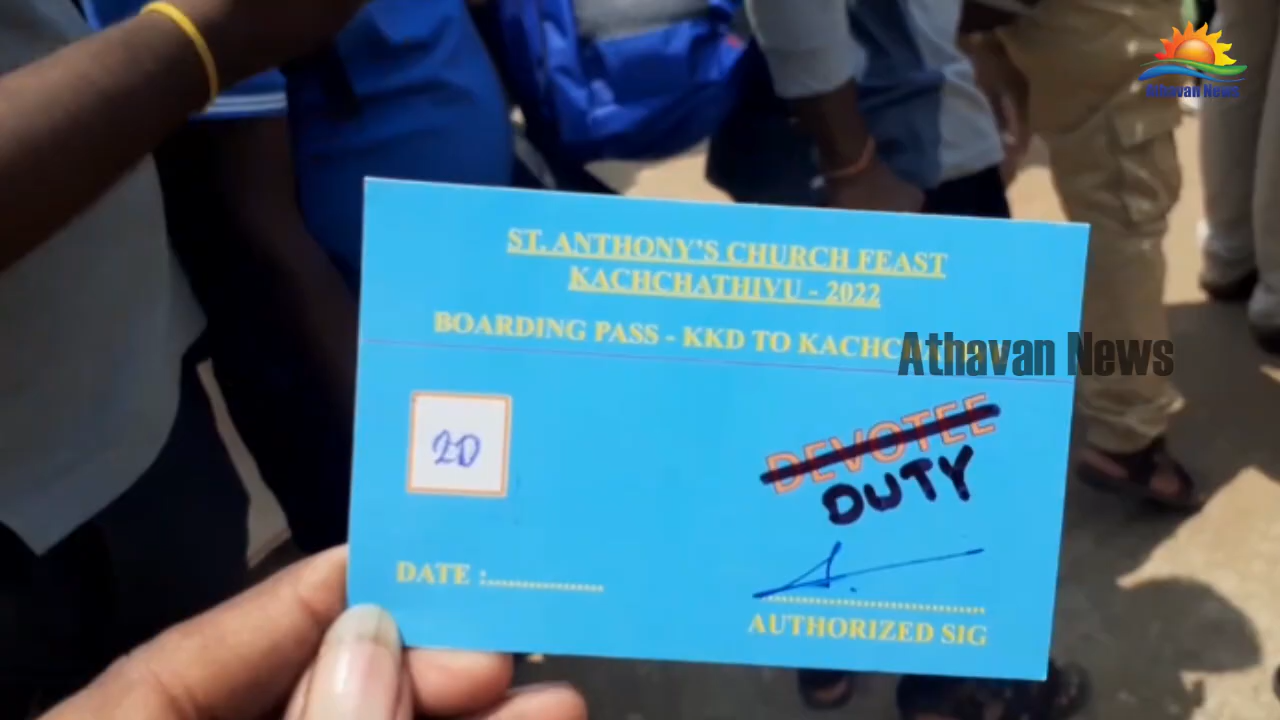 Athavan News
ST. ANTHONY'S CHURCH FEAST
KACHCHATHIVU - 2022
BOARDING PASS - KKD TO
Athavan News
DEVOTEE
DUTY
20
DATE :....................
AUTHORIZED SIG